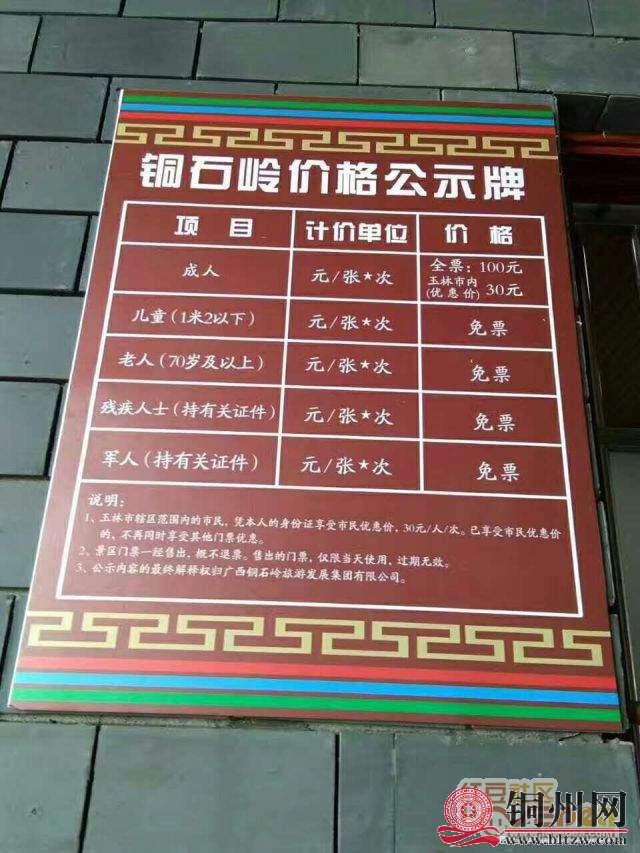 铜石岭价格公示牌
项目 计价单位 价格
成人 元/张★次 全票：100元
玉林市内(优惠价) 30元
儿童（1米2以下） 元/张★次 免票
老人（70岁及以上） 元/张★次 免票
残疾人士（持有关证件） 元/张★次 免票
军人（持有关证件） 元/张★次 免票
说明：
1、玉林市辖区范围内的市民，凭本人的身份证享受市民优惠价，30元/人/次。已享受市民优惠价
的，不再同时享受其他门票优惠。
2、景区门票一经售出，概不退票。售出的门票，仅限当天使用，过期无效。
3、公示内容的最终解释权归广西铜石岭旅游发展集团有限公司。
红豆社区
铜州网
www.hltzw.com